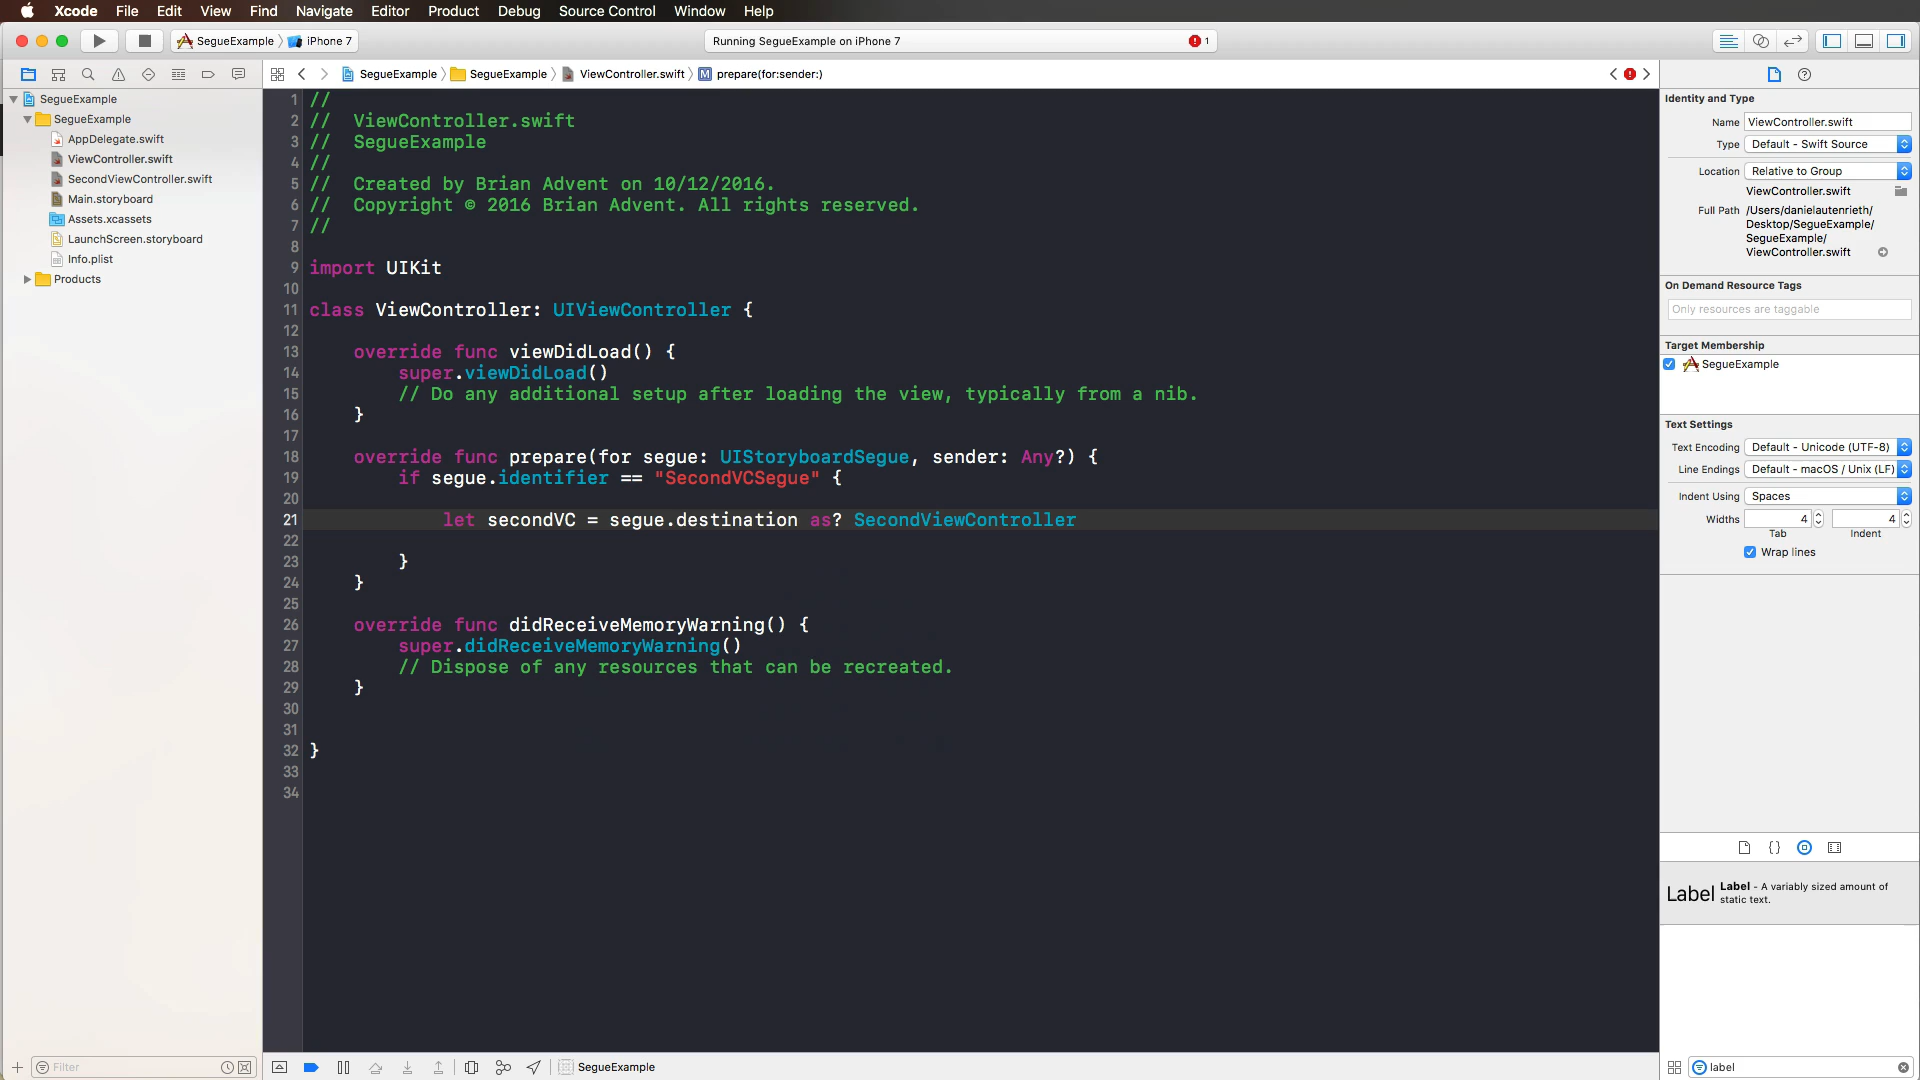 Xcode File Edit View Find Navigate Editor Product Debug Source Control Window Help
SegueExample iPhone 7
Running SegueExample on iPhone 7
1
SegueExample SegueExample ViewController.swift M prepare(for:sender:)
SegueExample
SegueExample
AppDelegate.swift
ViewController.swift
SecondViewController.swift
Main.storyboard
Assets.xcassets
LaunchScreen.storyboard
Info.plist
Products
Filter
1 //
2 //  ViewController.swift
3 //  SegueExample
4 //
5 //  Created by Brian Advent on 10/12/2016.
6 //  Copyright © 2016 Brian Advent. All rights reserved.
7 //
8
9 import UIKit
10
11 class ViewController: UIViewController {
12
13     override func viewDidLoad() {
14         super.viewDidLoad()
15         // Do any additional setup after loading the view, typically from a nib.
16     }
17
18     override func prepare(for segue: UIStoryboardSegue, sender: Any?) {
19         if segue.identifier == "SecondVCSegue" {
20
21             let secondVC = segue.destination as? SecondViewController
22
23         }
24     }
25
26     override func didReceiveMemoryWarning() {
27         super.didReceiveMemoryWarning()
28         // Dispose of any resources that can be recreated.
29     }
30
31
32 }
33
34
SegueExample
Identity and Type
Name ViewController.swift
Type Default - Swift Source
Location Relative to Group
ViewController.swift
Full Path /Users/danielautenrieth/
Desktop/SegueExample/
SegueExample/
ViewController.swift
On Demand Resource Tags
Only resources are taggable
Target Membership
SegueExample
Text Settings
Text Encoding Default - Unicode (UTF-8)
Line Endings Default - macOS / Unix (LF)
Indent Using Spaces
Widths 4 4
Tab Indent
Wrap lines
{ }
Label Label - A variably sized amount of
static text.
label